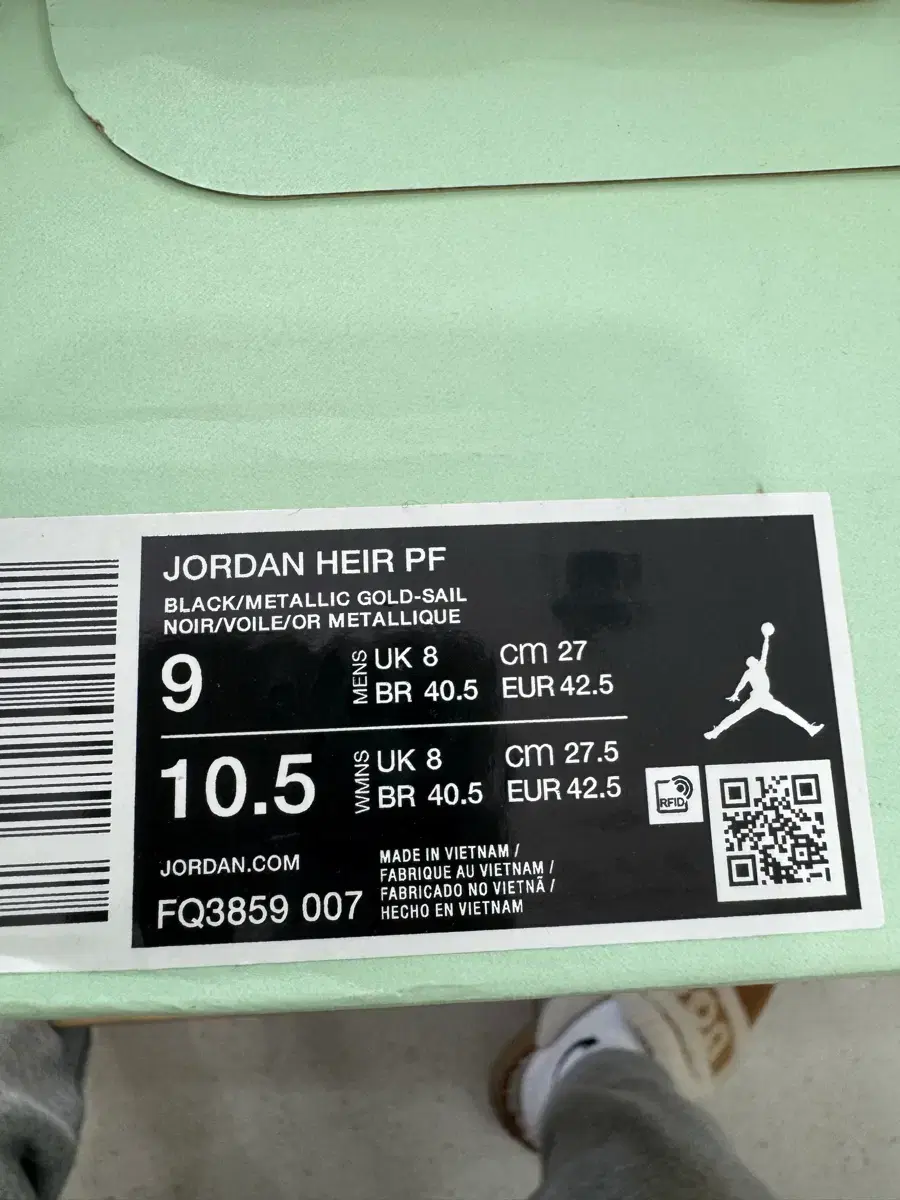 JORDAN HEIR PF
BLACK/METALLIC GOLD-SAIL
NOIR/VOILE/OR METALLIQUE
9
MENS
UK 8 cm 27
BR 40.5 EUR 42.5
10.5
WMNS
UK 8 cm 27.5
BR 40.5 EUR 42.5
RFID
JORDAN.COM
FQ3859 007
MADE IN VIETNAM /
FABRIQUE AU VIETNAM /
FABRICADO NO VIETNÃ /
HECHO EN VIETNAM